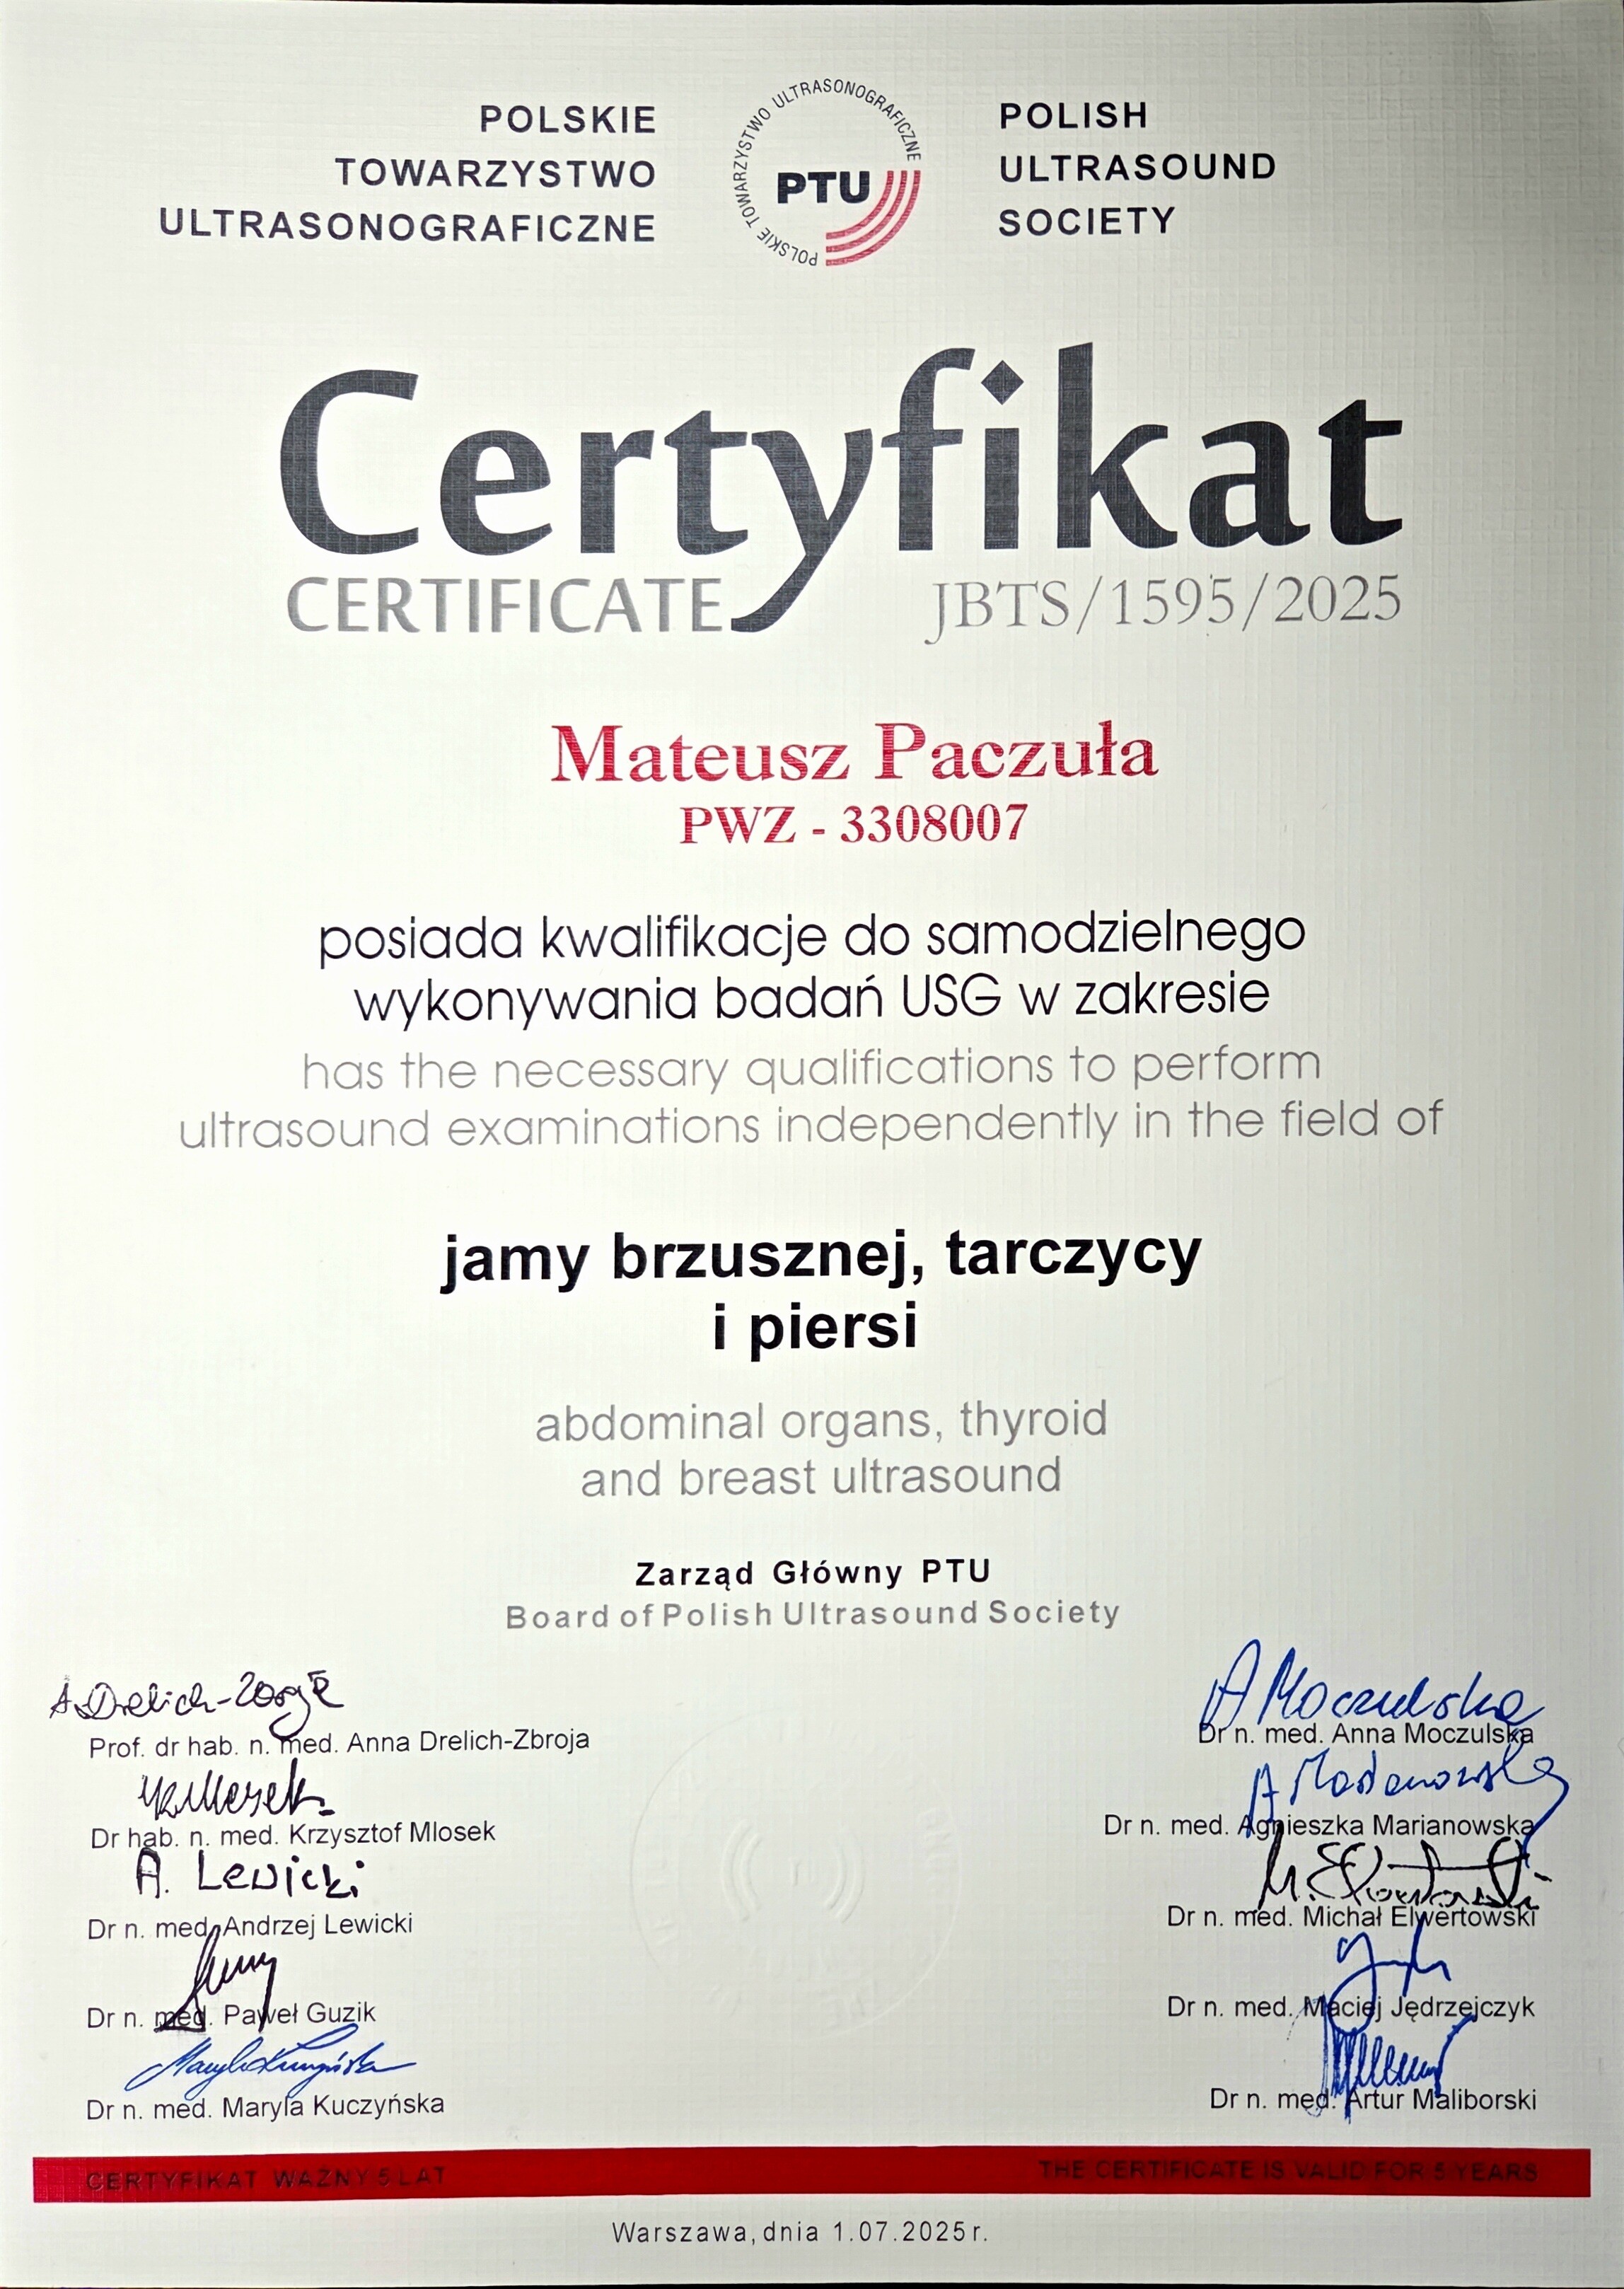 POLSKIE
TOWARZYSTWO
ULTRASONOGRAFICZNE
POLSKIE TOWARZYSTWO ULTRASONOGRAFICZNE
PTU
POLISH
ULTRASOUND
SOCIETY
Certyfikat
CERTIFICATE JBTS/1595/2025
Mateusz Paczuła
PWZ - 3308007
posiada kwalifikacje do samodzielnego
wykonywania badań USG w zakresie
has the necessary qualifications to perform
ultrasound examinations independently in the field of
jamy brzusznej, tarczycy
i piersi
abdominal organs, thyroid
and breast ultrasound
Zarząd Główny PTU
Board of Polish Ultrasound Society
Prof. dr hab. n. med. Anna Drelich-Zbroja
Dr hab. n. med. Krzysztof Mlosek
A. Lewicki
Dr n. med. Andrzej Lewicki
Dr n. med. Paweł Guzik
Dr n. med. Maryla Kuczyńska
A Moczulska
Dr n. med. Anna Moczulska
Dr n. med. Agnieszka Marianowska
Dr n. med. Michał Elwertowski
Dr n. med. Maciej Jędrzejczyk
Dr n. med. Artur Maliborski
CERTYFIKAT WAŻNY 5 LAT
THE CERTIFICATE IS VALID FOR 5 YEARS
Warszawa, dnia 1.07.2025 r.